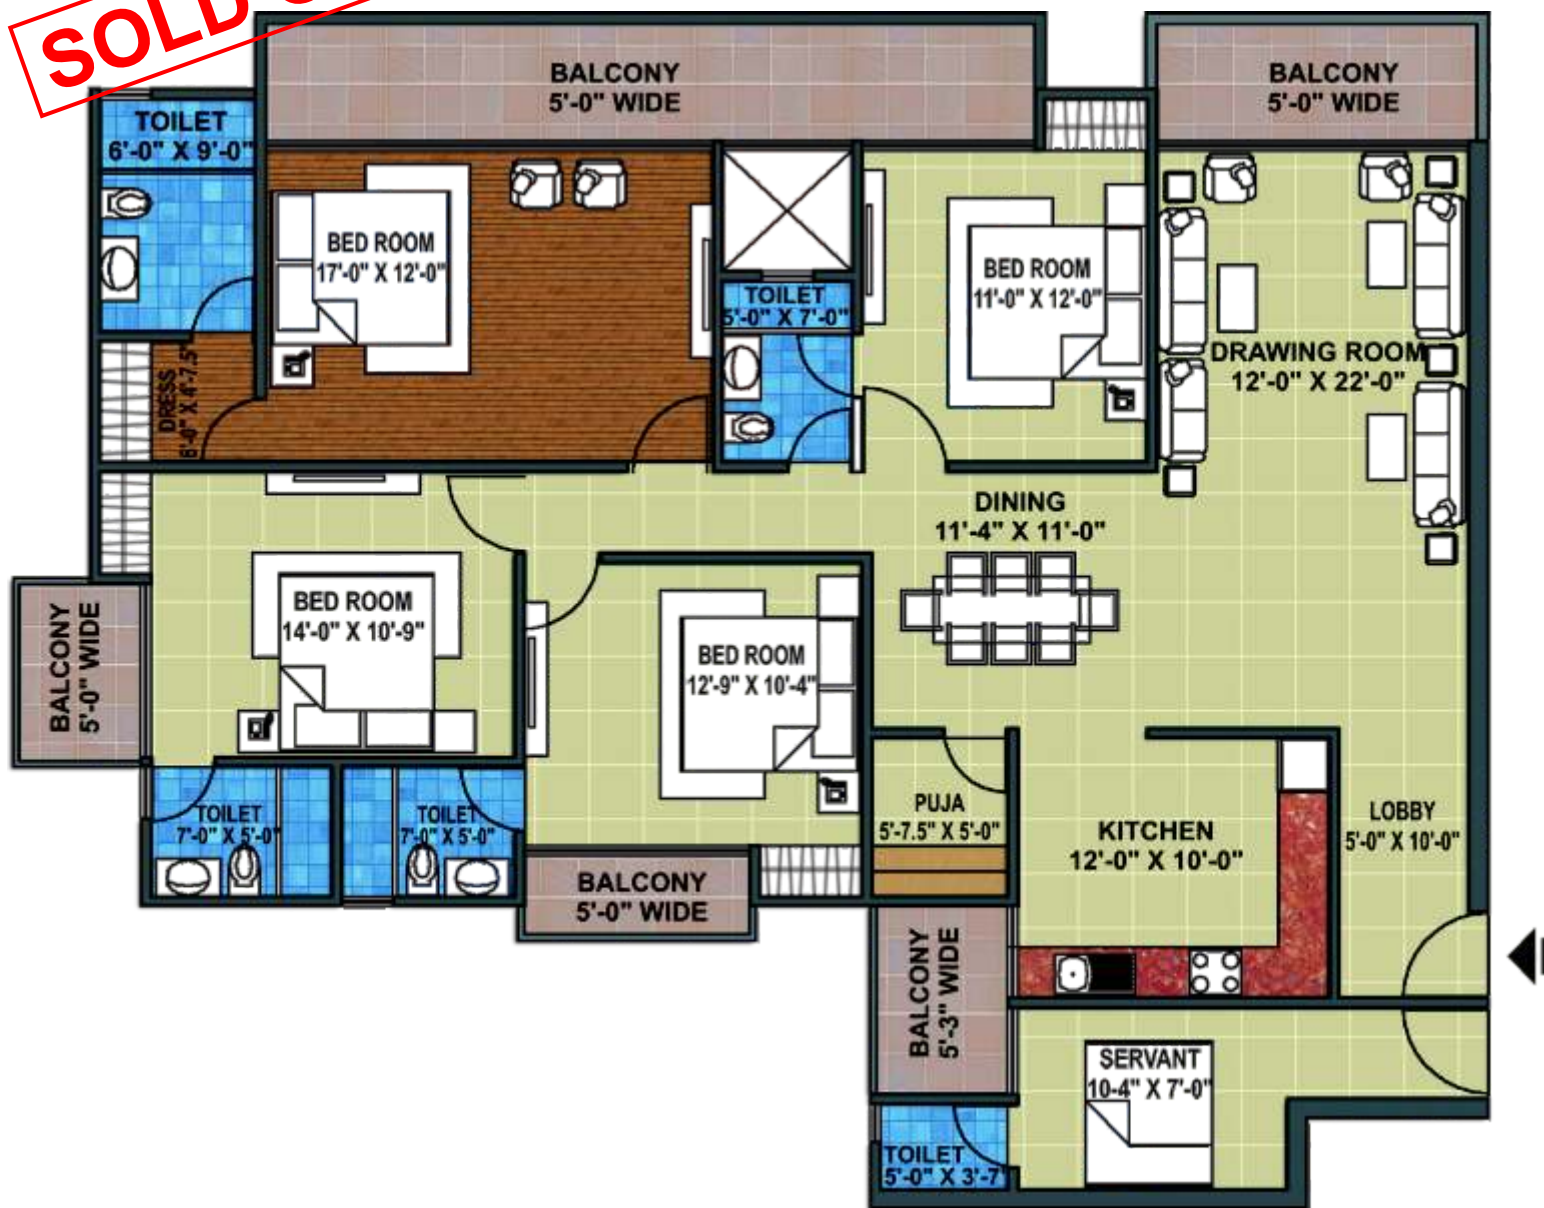 SOLD
BALCONY
5'-0" WIDE
BALCONY
5'-0" WIDE
TOILET
6'-0" X 9'-0"
BED ROOM
17'-0" X 12'-0"
TOILET
5'-0" X 7'-0"
BED ROOM
11'-0" X 12'-0"
DRAWING ROOM
12'-0" X 22'-0"
DRESS
6'-0" X 4'-7.5"
DINING
11'-4" X 11'-0"
BALCONY
5'-0" WIDE
BED ROOM
14'-0" X 10'-9"
BED ROOM
12'-9" X 10'-4"
TOILET
7'-0" X 5'-0"
TOILET
7'-0" X 5'-0"
PUJA
5'-7.5" X 5'-0"
KITCHEN
12'-0" X 10'-0"
LOBBY
5'-0" X 10'-0"
BALCONY
5'-0" WIDE
BALCONY
5'-3" WIDE
SERVANT
10-4" X 7'-0"
TOILET
5'-0" X 3'-7